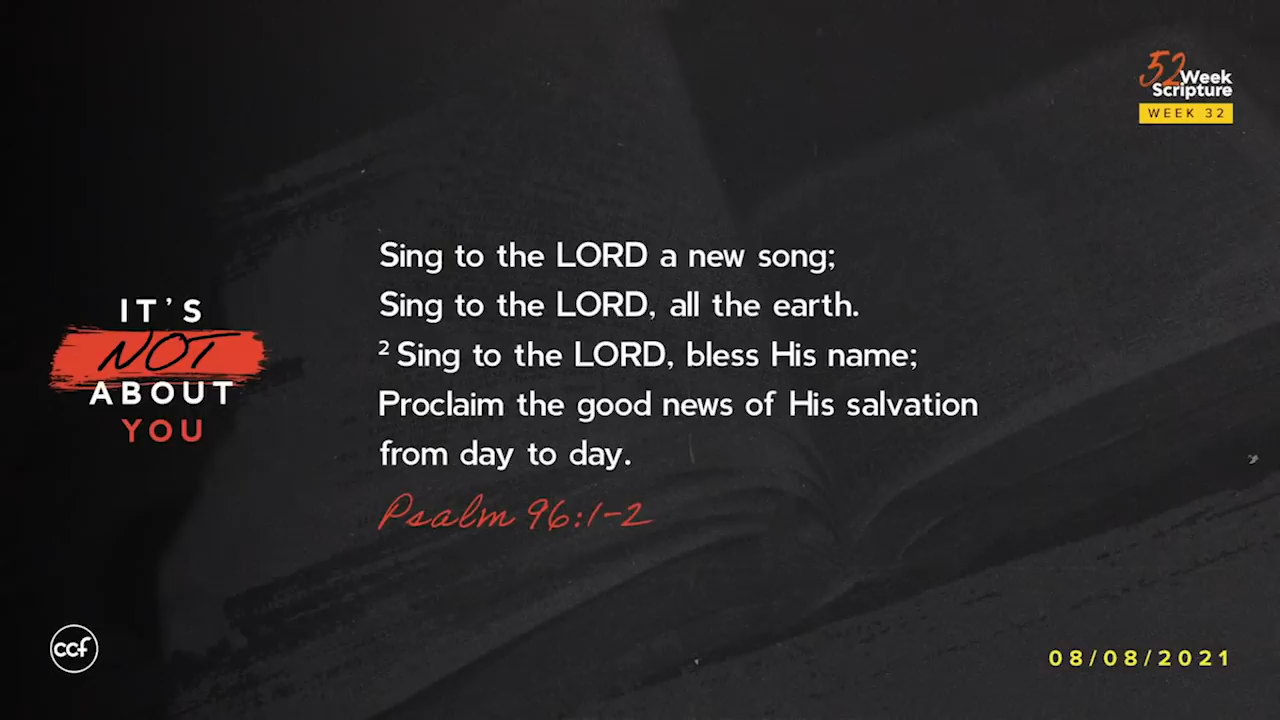 52 Week
Scripture
WEEK 32
IT'S
NOT
ABOUT
YOU
Sing to the LORD a new song;
Sing to the LORD, all the earth.
2 Sing to the LORD, bless His name;
Proclaim the good news of His salvation
from day to day.
Psalm 96:1-2
ccf
08/08/2021